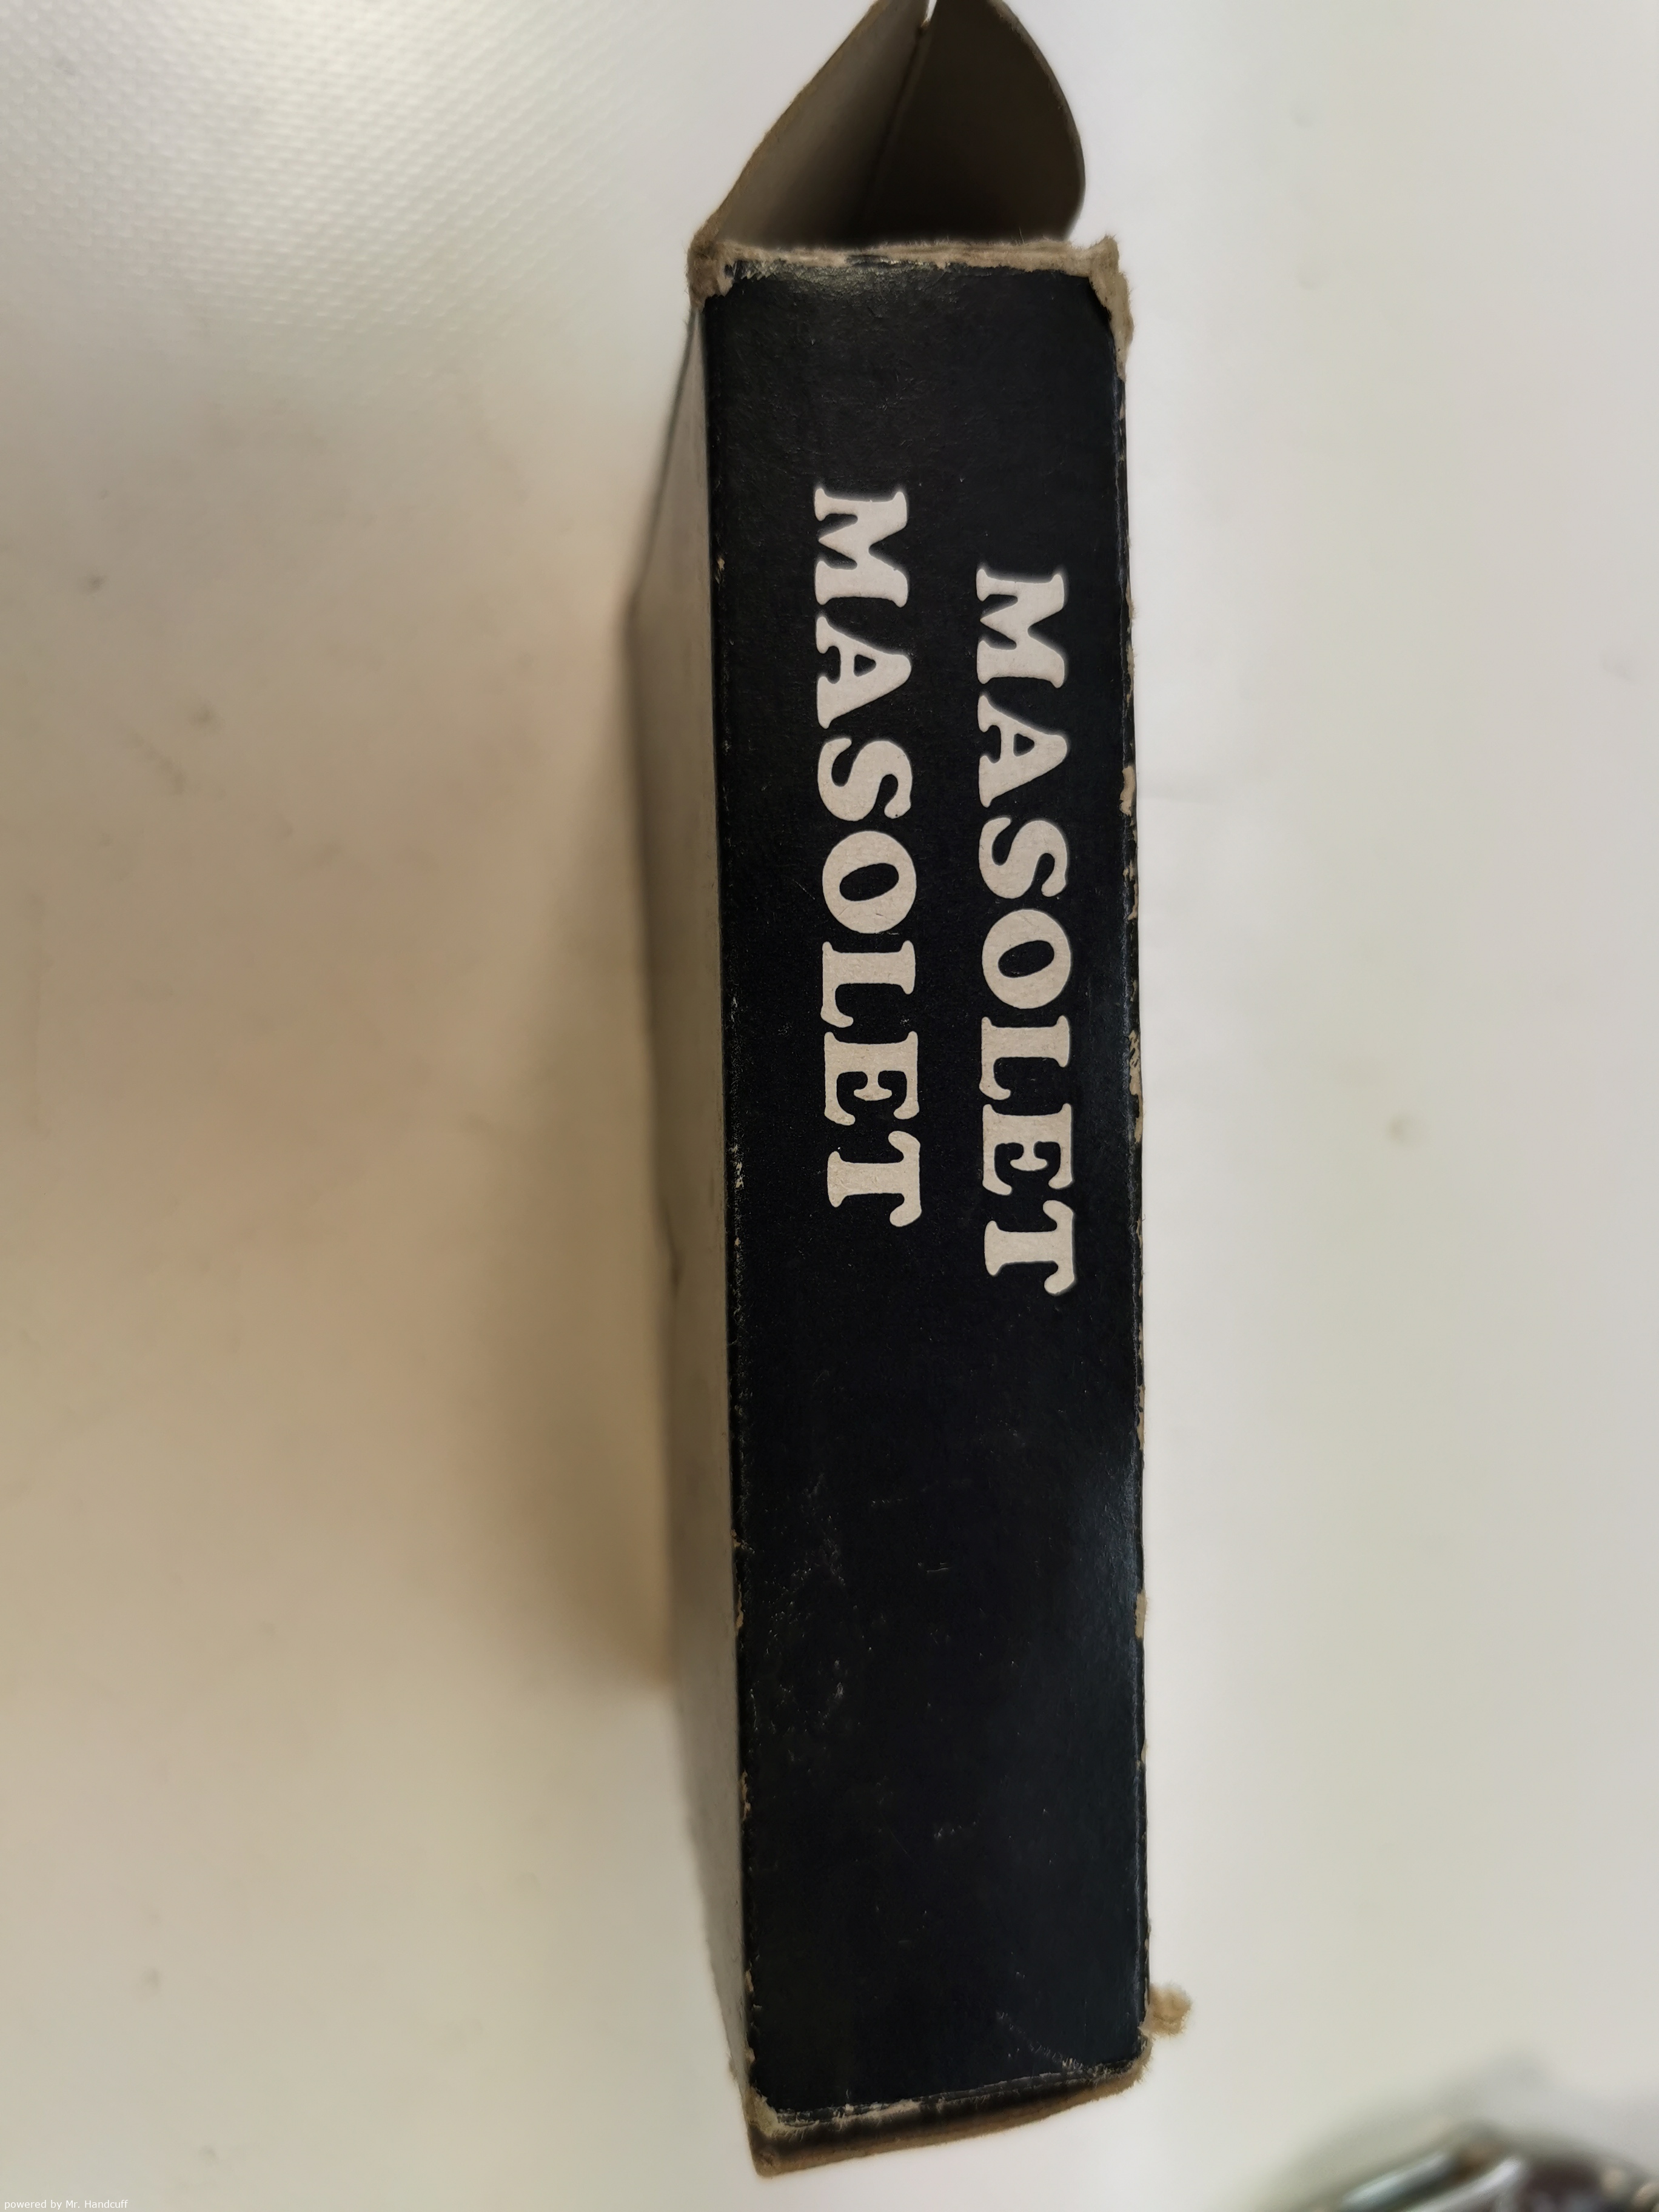 MASOLET
MASOLET
powered by Mr. Handcuff